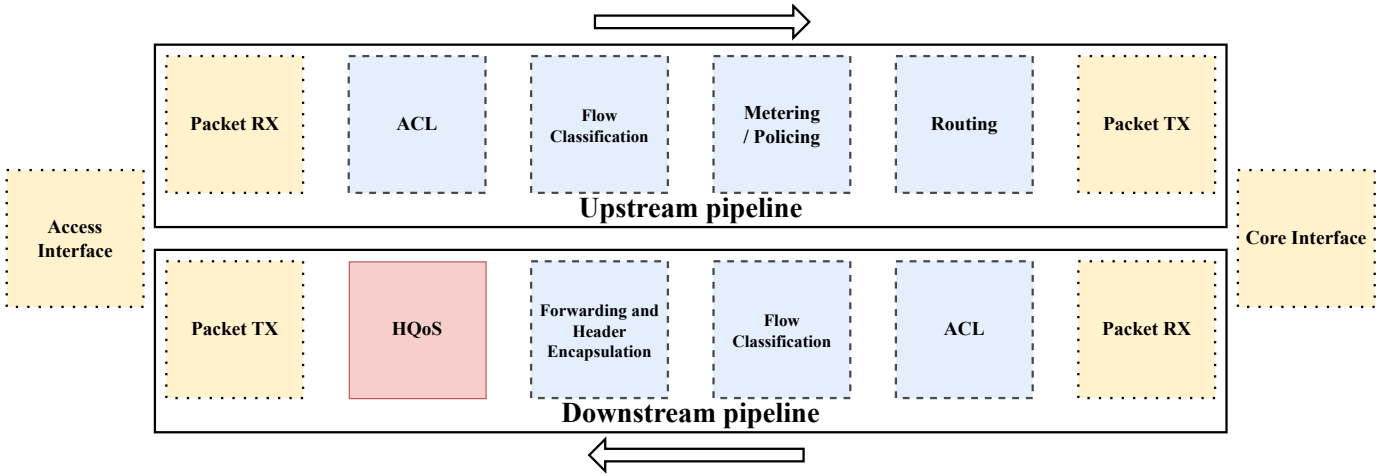 Packet RX
ACL
Flow
Classification
Metering
/ Policing
Routing
Packet TX
Upstream pipeline
Access
Interface
Core Interface
Packet TX
HQoS
Forwarding and
Header
Encapsulation
Flow
Classification
ACL
Packet RX
Downstream pipeline